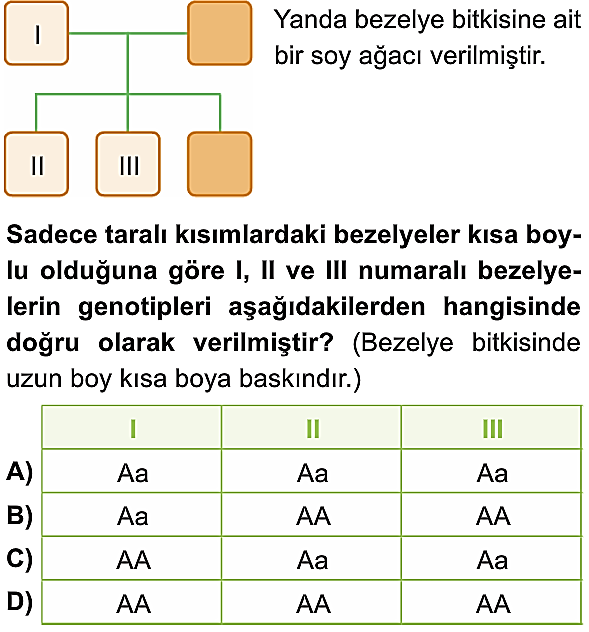 I
Yanda bezelye bitkisine ait
bir soy ağacı verilmiştir.
II III
Sadece taralı kısımlardaki bezelyeler kısa boy-
lu olduğuna göre I, II ve III numaralı bezelye-
lerin genotipleri aşağıdakilerden hangisinde
doğru olarak verilmiştir? (Bezelye bitkisinde
uzun boy kısa boya baskındır.)
I II III
A) Aa Aa Aa
B) Aa AA AA
C) AA Aa Aa
D) AA AA AA